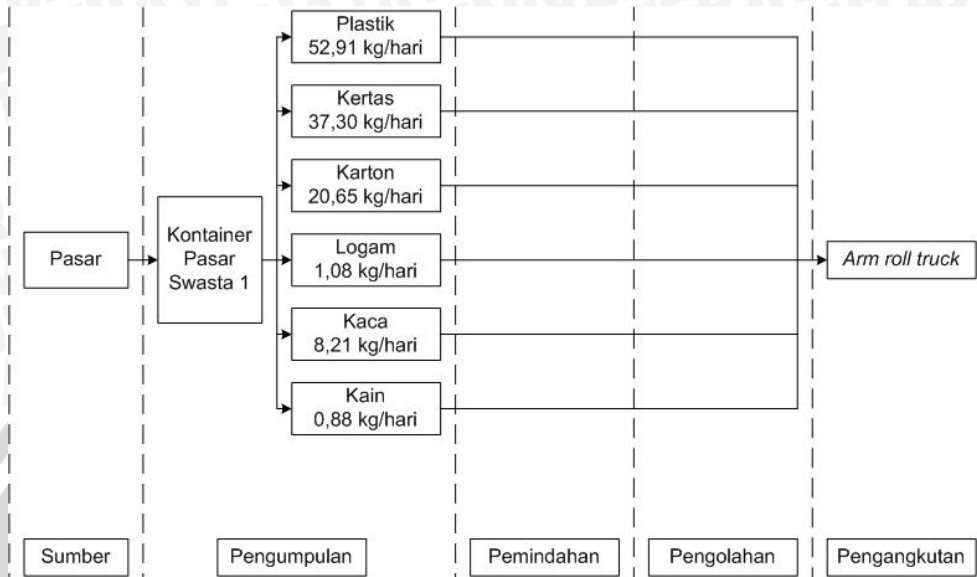 Plastik
52,91 kg/hari
Kertas
37,30 kg/hari
Karton
20,65 kg/hari
Pasar
Kontainer
Pasar
Swasta 1
Logam
1,08 kg/hari
Arm roll truck
Kaca
8,21 kg/hari
Kain
0,88 kg/hari
Sumber
Pengumpulan
Pemindahan
Pengolahan
Pengangkutan